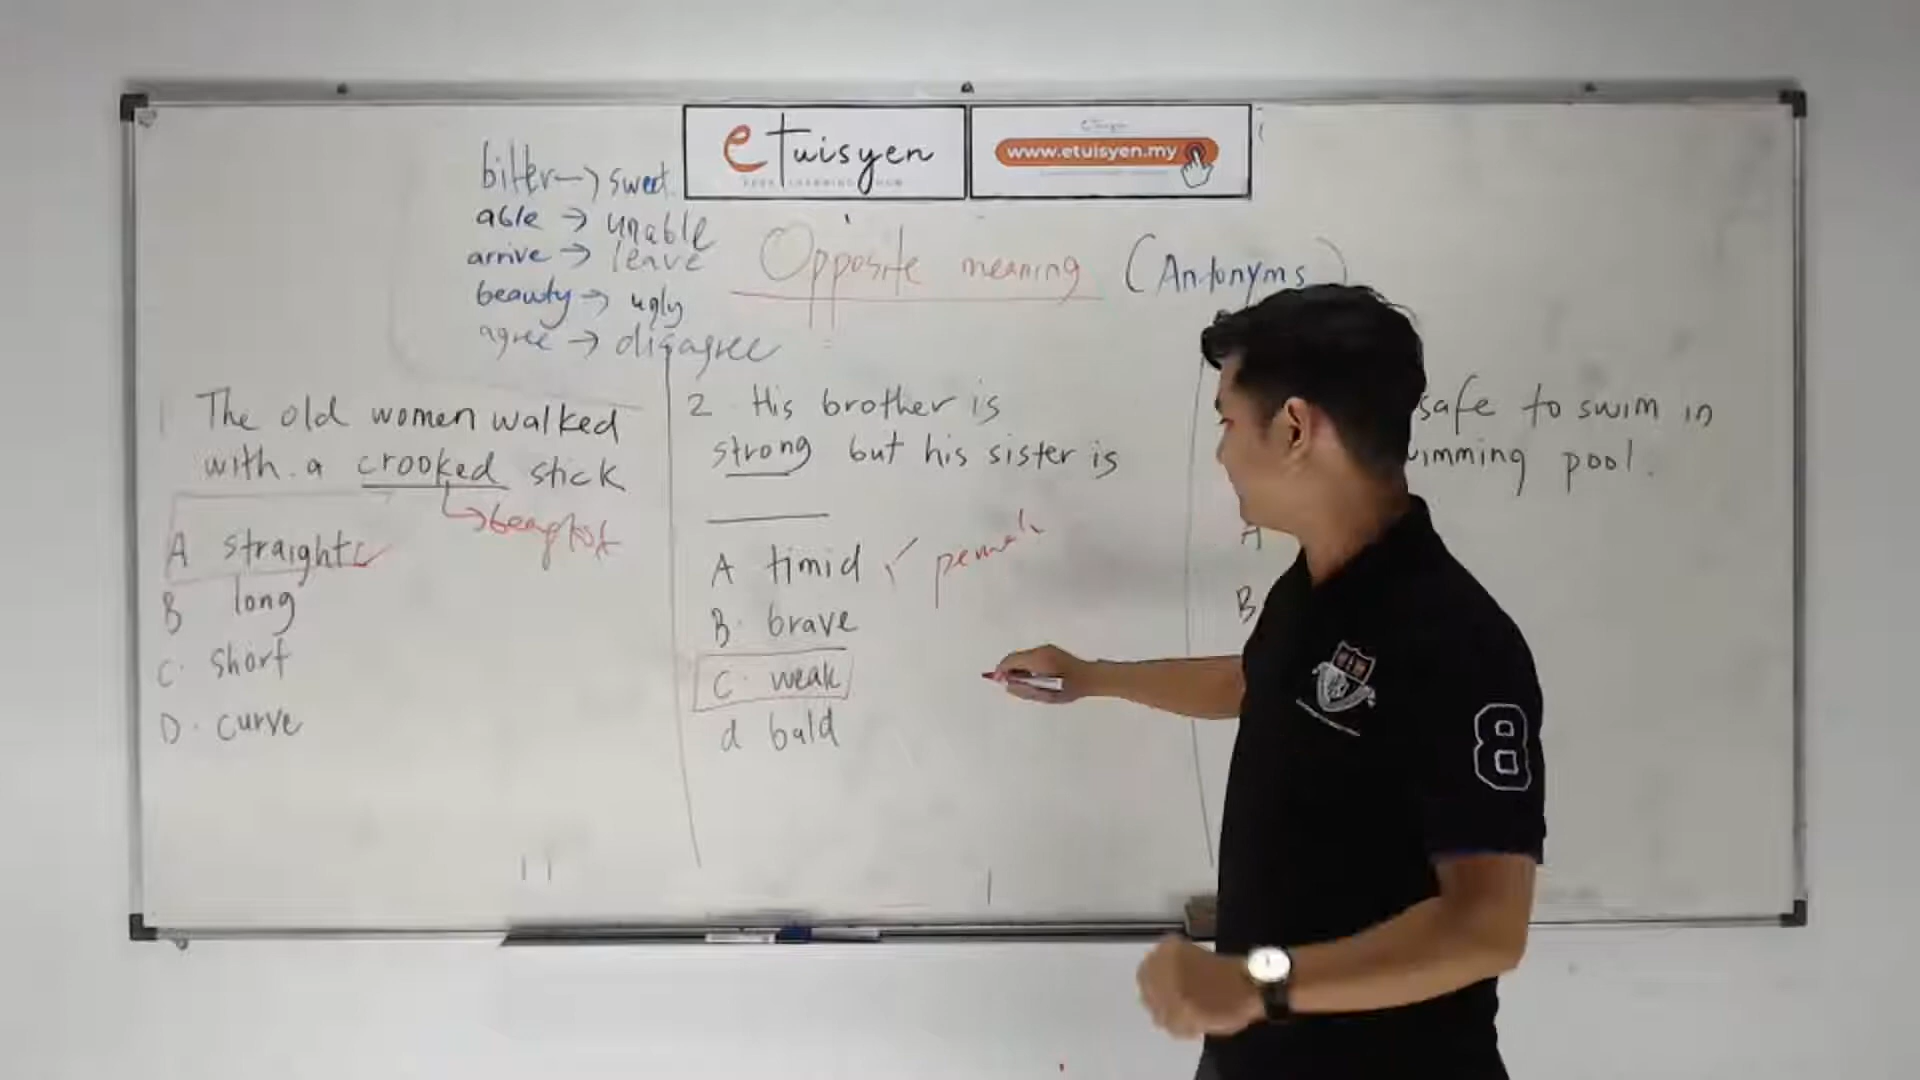 eTuisyen
www.etuisyen.my
bitter → sweet
able → unable
arrive → leave
beauty → ugly
agree → disagree
Opposite meaning (Antonyms)
1 The old women walked
with a crooked stick
A straight
B long
C. short
D. curve
2. His brother is
strong but his sister is
A timid
B. brave
C. weak
d bald
safe to swim in
imming pool.
A
B
8